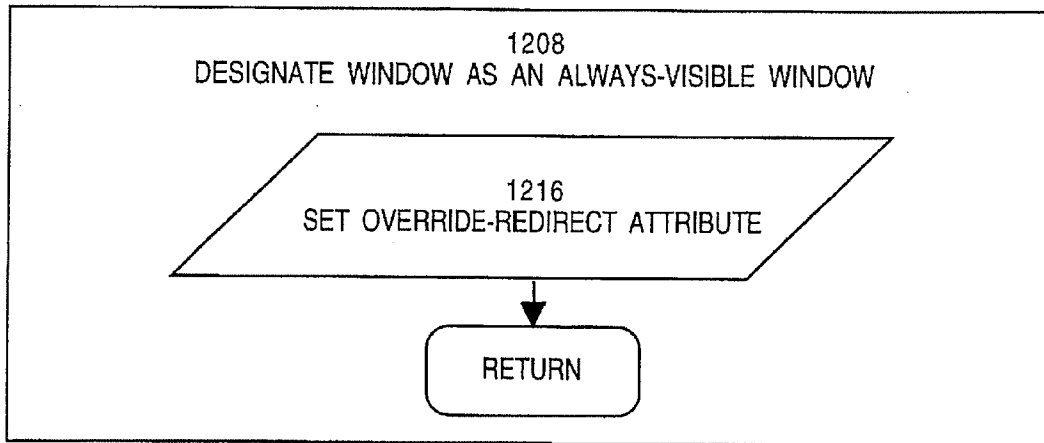 1208
DESIGNATE WINDOW AS AN ALWAYS-VISIBLE WINDOW
1216
SET OVERRIDE-REDIRECT ATTRIBUTE
RETURN